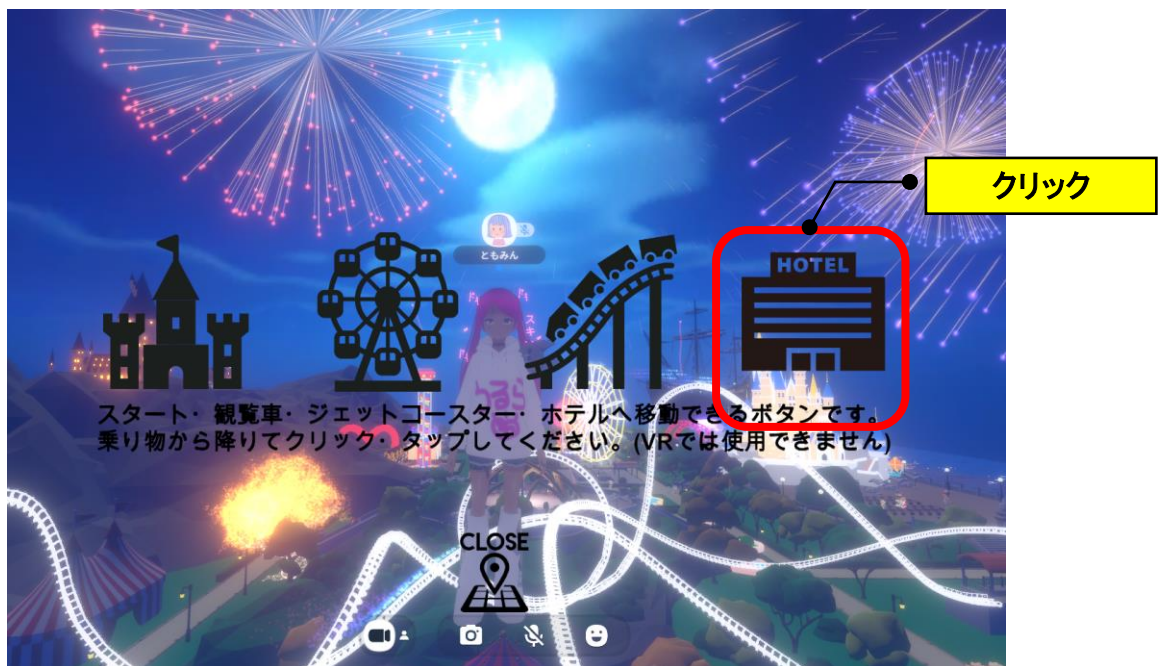 クリック
ともみん
HOTEL
スタート・観覧車・ジェットコースター・ホテルへ移動できるボタンです。
乗り物から降りてクリック・タップしてください。(VRでは使用できません)
CLOSE